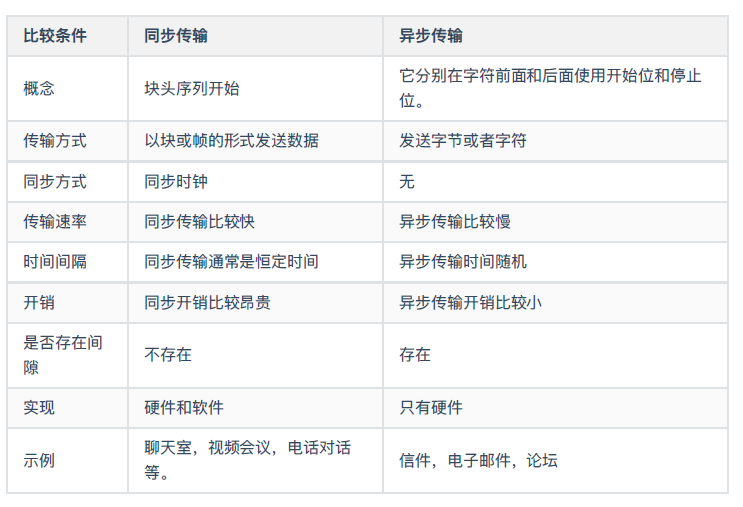 比较条件 同步传输 异步传输
概念 块头序列开始 它分别在字符前面和后面使用开始位和停止
位。
传输方式 以块或帧的形式发送数据 发送字节或者字符
同步方式 同步时钟 无
传输速率 同步传输比较快 异步传输比较慢
时间间隔 同步传输通常是恒定时间 异步传输时间随机
开销 同步开销比较昂贵 异步传输开销比较小
是否存在间
隙 不存在 存在
实现 硬件和软件 只有硬件
示例 聊天室，视频会议，电话对话
等。 信件，电子邮件，论坛